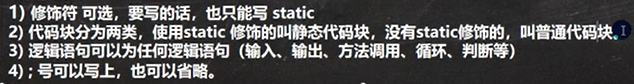 1) 修饰符 可选，要写的话，也只能写 static
2) 代码块分为两类，使用static 修饰的叫静态代码块，没有static修饰的，叫普通代码块。
3) 逻辑语句可以为任何逻辑语句（输入、输出、方法调用、循环、判断等）
4) ; 号可以写上，也可以省略。